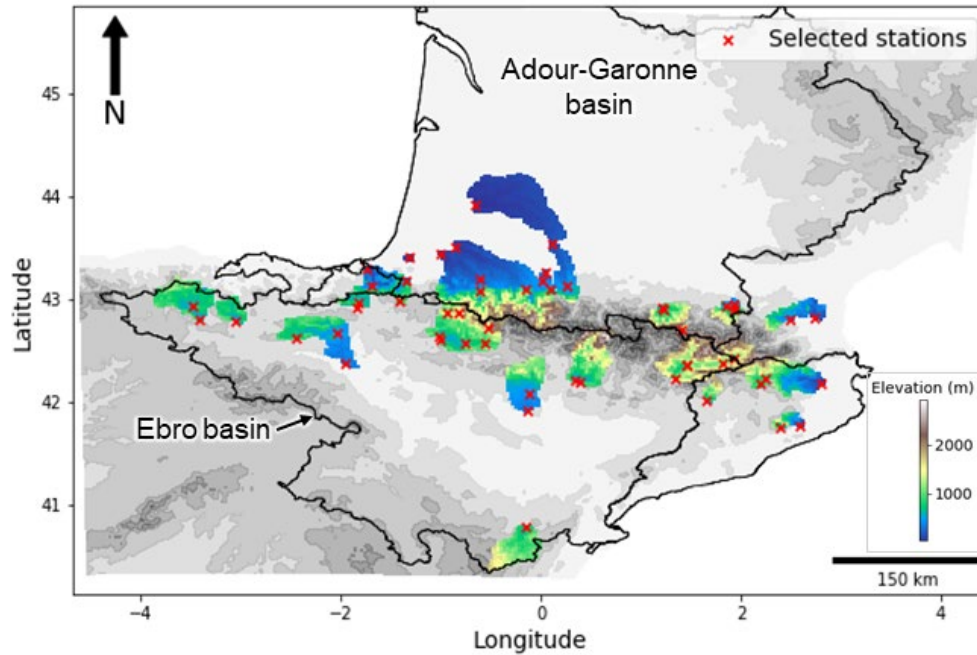 N
Selected stations
Adour-Garonne
basin
Ebro basin
Latitude
45
44
43
42
41
−4
−2
0
2
4
Longitude
Elevation (m)
2000
1000
150 km